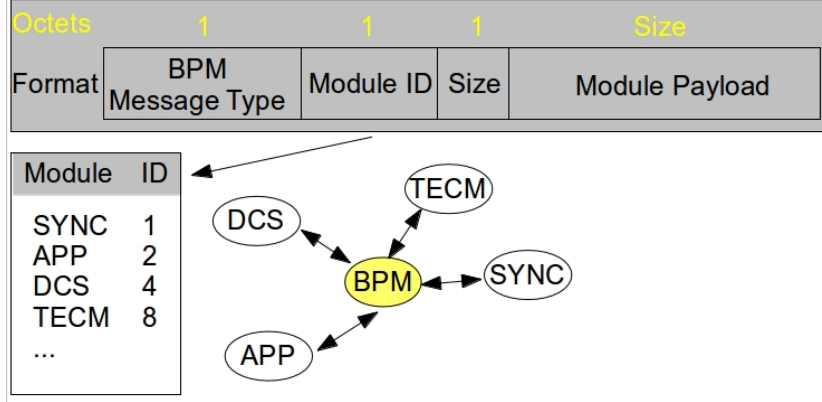 Octets 1 1 1 Size
Format BPM Message Type Module ID Size Module Payload
Module ID
SYNC 1
APP 2
DCS 4
TECM 8
...
TECM
DCS
BPM
SYNC
APP